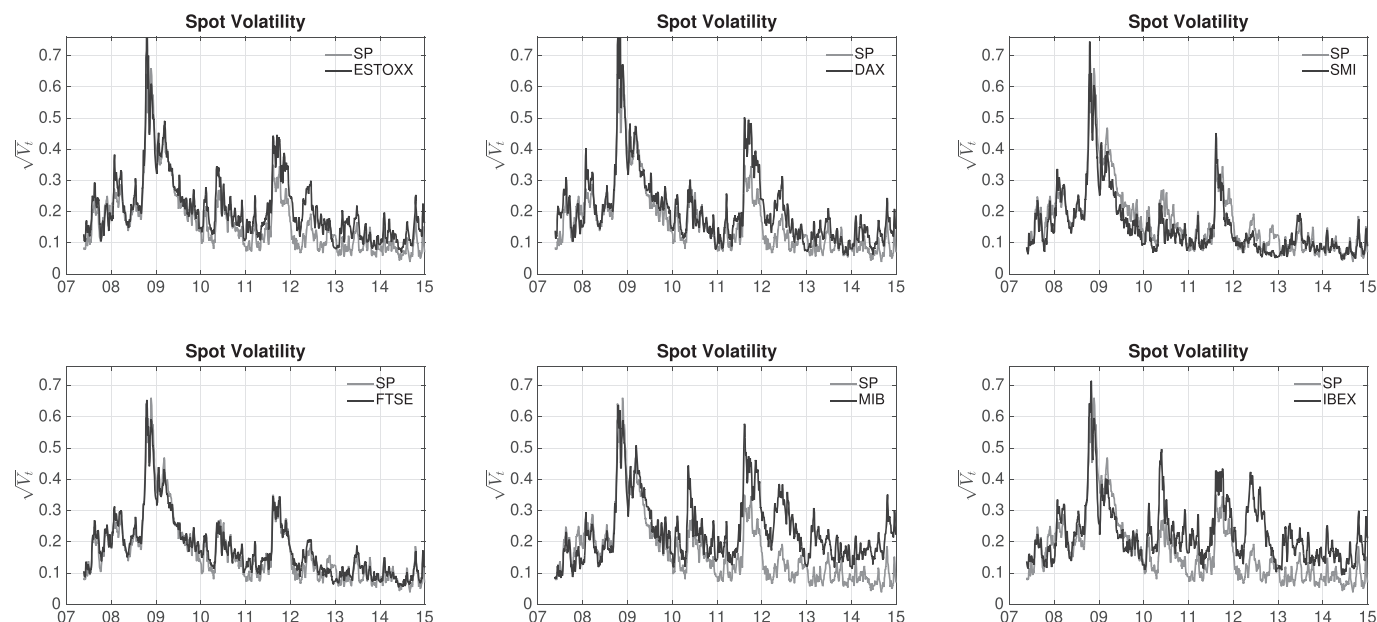 Spot Volatility Spot Volatility Spot Volatility
0.7 SP 0.7 SP 0.7 SP
ESTOXX DAX SMI
0.6 0.6 0.6
0.5 0.5 0.5
√V_t 0.4 √V_t 0.4 √V_t 0.4
0.3 0.3 0.3
0.2 0.2 0.2
0.1 0.1 0.1
0 0 0
07 08 09 10 11 12 13 14 15 07 08 09 10 11 12 13 14 15 07 08 09 10 11 12 13 14 15
Spot Volatility Spot Volatility Spot Volatility
0.7 SP 0.7 SP 0.7 SP
FTSE MIB IBEX
0.6 0.6 0.6
0.5 0.5 0.5
√V_t 0.4 √V_t 0.4 √V_t 0.4
0.3 0.3 0.3
0.2 0.2 0.2
0.1 0.1 0.1
0 0 0
07 08 09 10 11 12 13 14 15 07 08 09 10 11 12 13 14 15 07 08 09 10 11 12 13 14 15